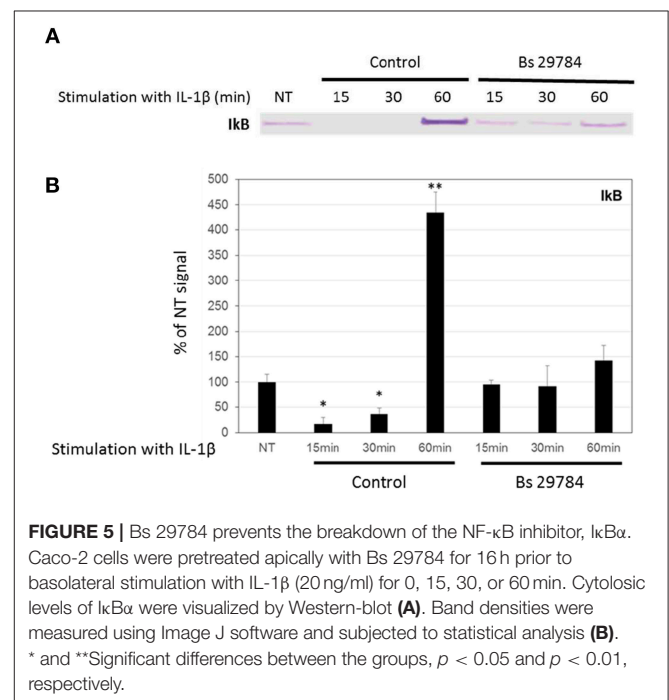 A
Control Bs 29784
Stimulation with IL-1β (min) NT 15 30 60 15 30 60
IkB
B
500
450
400
350
300
250
200
150
100
50
0
% of NT signal
IkB
* * **
Stimulation with IL-1β NT 15min 30min 60min 15min 30min 60min
Control Bs 29784
FIGURE 5 | Bs 29784 prevents the breakdown of the NF-κB inhibitor, IκBα.
Caco-2 cells were pretreated apically with Bs 29784 for 16 h prior to
basolateral stimulation with IL-1β (20 ng/ml) for 0, 15, 30, or 60 min. Cytosolic
levels of IκBα were visualized by Western-blot (A). Band densities were
measured using Image J software and subjected to statistical analysis (B).
* and **Significant differences between the groups, p < 0.05 and p < 0.01,
respectively.